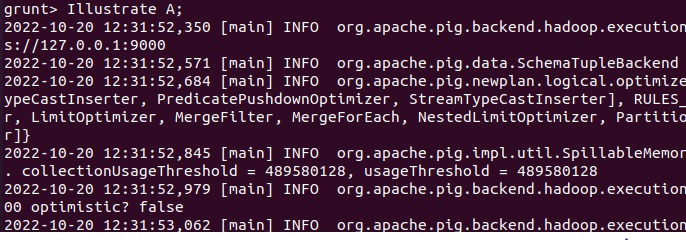 grunt> Illustrate A;
2022-10-20 12:31:52,350 [main] INFO  org.apache.pig.backend.hadoop.execution
s://127.0.0.1:9000
2022-10-20 12:31:52,571 [main] INFO  org.apache.pig.data.SchemaTupleBackend
2022-10-20 12:31:52,684 [main] INFO  org.apache.pig.newplan.logical.optimize
ypeCastInserter, PredicatePushdownOptimizer, StreamTypeCastInserter], RULES_
r, LimitOptimizer, MergeFilter, MergeForEach, NestedLimitOptimizer, Partitio
r]}
2022-10-20 12:31:52,845 [main] INFO  org.apache.pig.impl.util.SpillableMemor
. collectionUsageThreshold = 489580128, usageThreshold = 489580128
2022-10-20 12:31:52,979 [main] INFO  org.apache.pig.backend.hadoop.execution
00 optimistic? false
2022-10-20 12:31:53,062 [main] INFO  org.apache.pig.backend.hadoop.execution